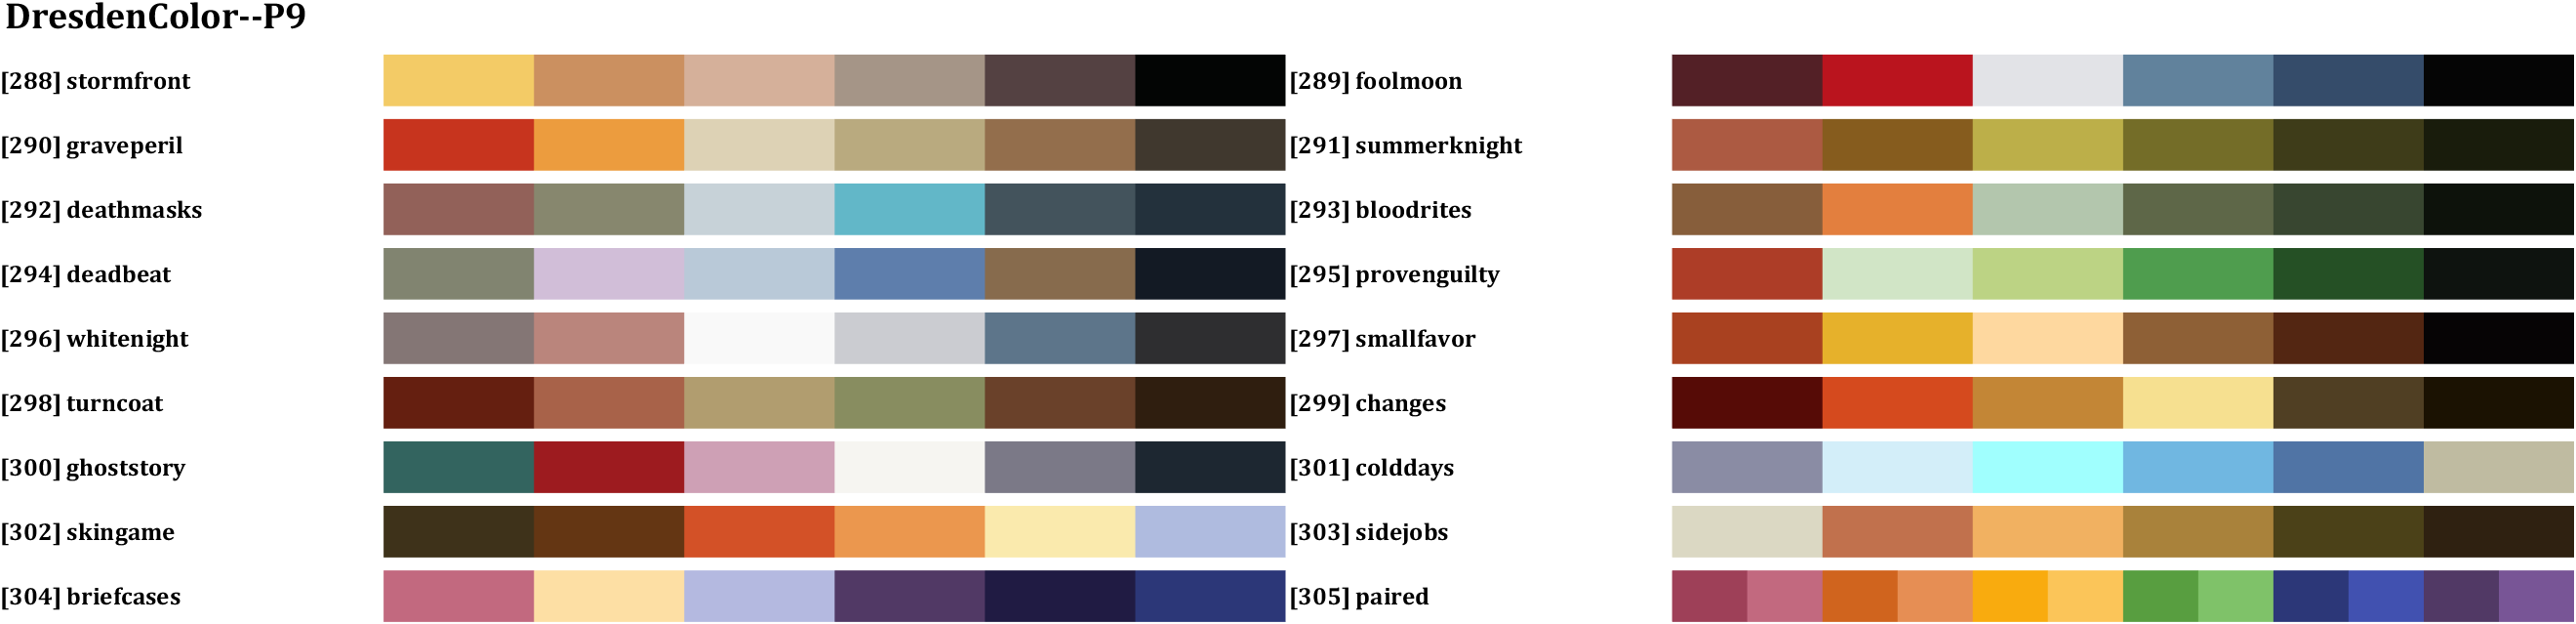 DresdenColor--P9
[288] stormfront
[289] foolmoon
[290] graveperil
[291] summerknight
[292] deathmasks
[293] bloodrites
[294] deadbeat
[295] provenguilty
[296] whitenight
[297] smallfavor
[298] turncoat
[299] changes
[300] ghoststory
[301] colddays
[302] skingame
[303] sidejobs
[304] briefcases
[305] paired